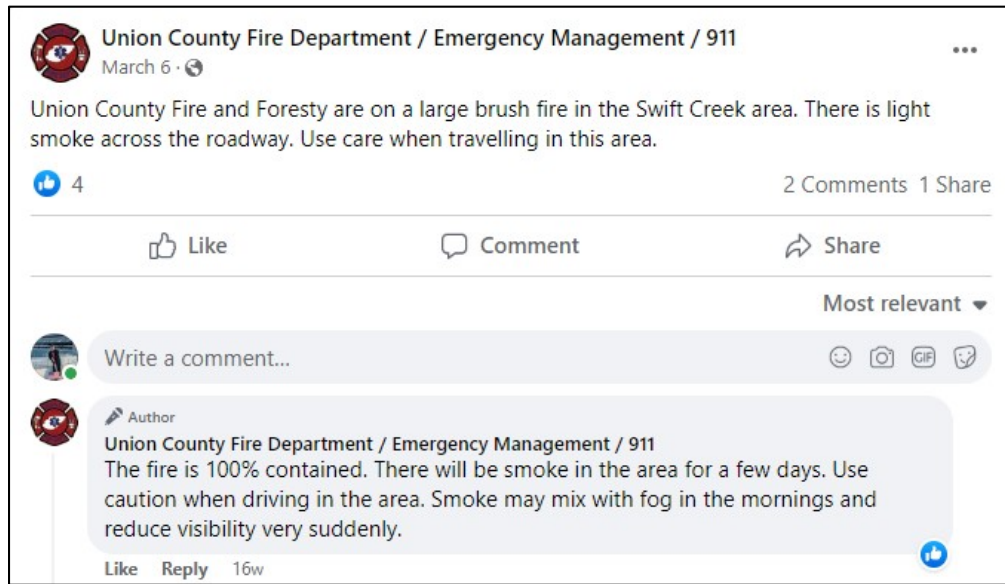 Union County Fire Department / Emergency Management / 911
March 6 ·
Union County Fire and Foresty are on a large brush fire in the Swift Creek area. There is light
smoke across the roadway. Use care when travelling in this area.
4
2 Comments 1 Share
Like Comment Share
Most relevant
Write a comment...
GIF
Author
Union County Fire Department / Emergency Management / 911
The fire is 100% contained. There will be smoke in the area for a few days. Use
caution when driving in the area. Smoke may mix with fog in the mornings and
reduce visibility very suddenly.
Like Reply 16w